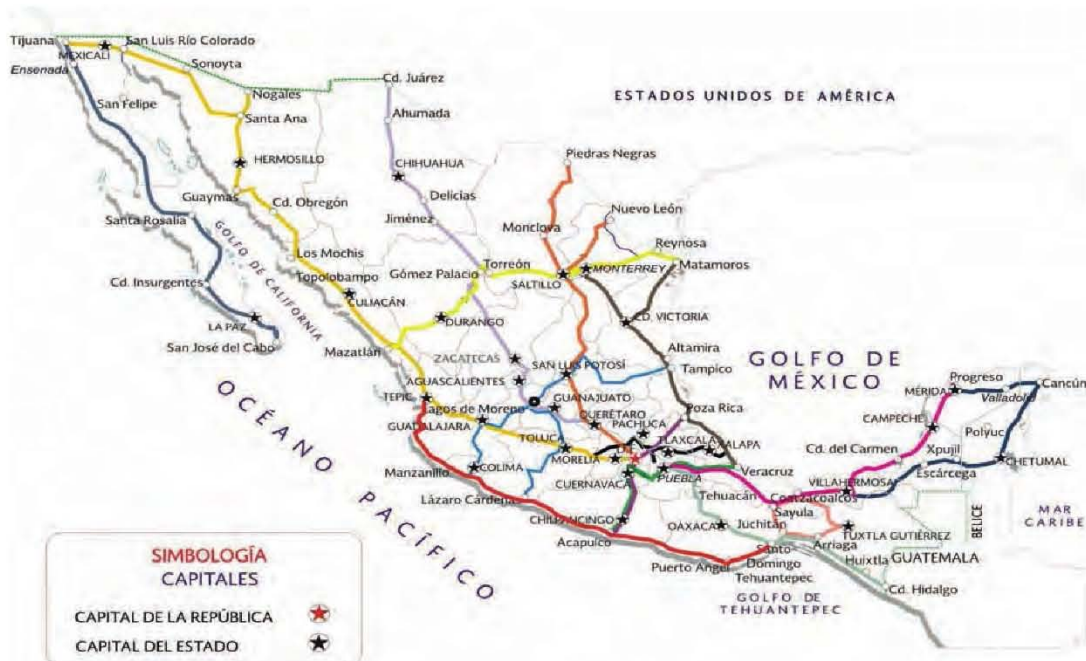 Tijuana
San Luis Río Colorado
MEXICALI
Ensenada
Sonoyta
San Felipe
Nogales
Santa Ana
Cd. Juárez
Ahumada
ESTADOS UNIDOS DE AMÉRICA
HERMOSILLO
CHIHUAHUA
Piedras Negras
Guaymas
Cd. Obregón
Delicias
Jiménez
Nuevo León
Monclova
Santa Rosalía
GOLFO DE CALIFORNIA
Los Mochis
Topolobampo
Gómez Palacio
Torreón
Reynosa
MONTERREY
Matamoros
SALTILLO
Cd. Insurgentes
CULIACÁN
LA PAZ
DURANGO
CD. VICTORIA
San José del Cabo
Mazatlán
ZACATECAS
Altamira
Tampico
SAN LUIS POTOSÍ
GOLFO DE MÉXICO
AGUASCALIENTES
TEPIC
Lagos de Moreno
GUANAJUATO
QUERÉTARO
PACHUCA
Poza Rica
MÉRIDA
Progreso
Valladolid
Cancún
CAMPECHE
Polyuc
GUADALAJARA
TOLUCA
TLAXCALA
XALAPA
Cd. del Carmen
Xpujil
CHETUMAL
Manzanillo
COLIMA
MORELIA
D.F.
CUERNAVACA
PUEBLA
Veracruz
VILLAHERMOSA
Escárcega
Lázaro Cárdenas
Tehuacán
Coatzacoalcos
Sayula
BELICE
MAR CARIBE
OCÉANO PACÍFICO
CHILPANCINGO
Acapulco
OAXACA
Juchitán
TUXTLA GUTIÉRREZ
Arriaga
Huixtla
GUATEMALA
Puerto Angel
Santo Domingo Tehuantepec
GOLFO DE TEHUANTEPEC
Cd. Hidalgo
SIMBOLOGÍA
CAPITALES
CAPITAL DE LA REPÚBLICA
CAPITAL DEL ESTADO